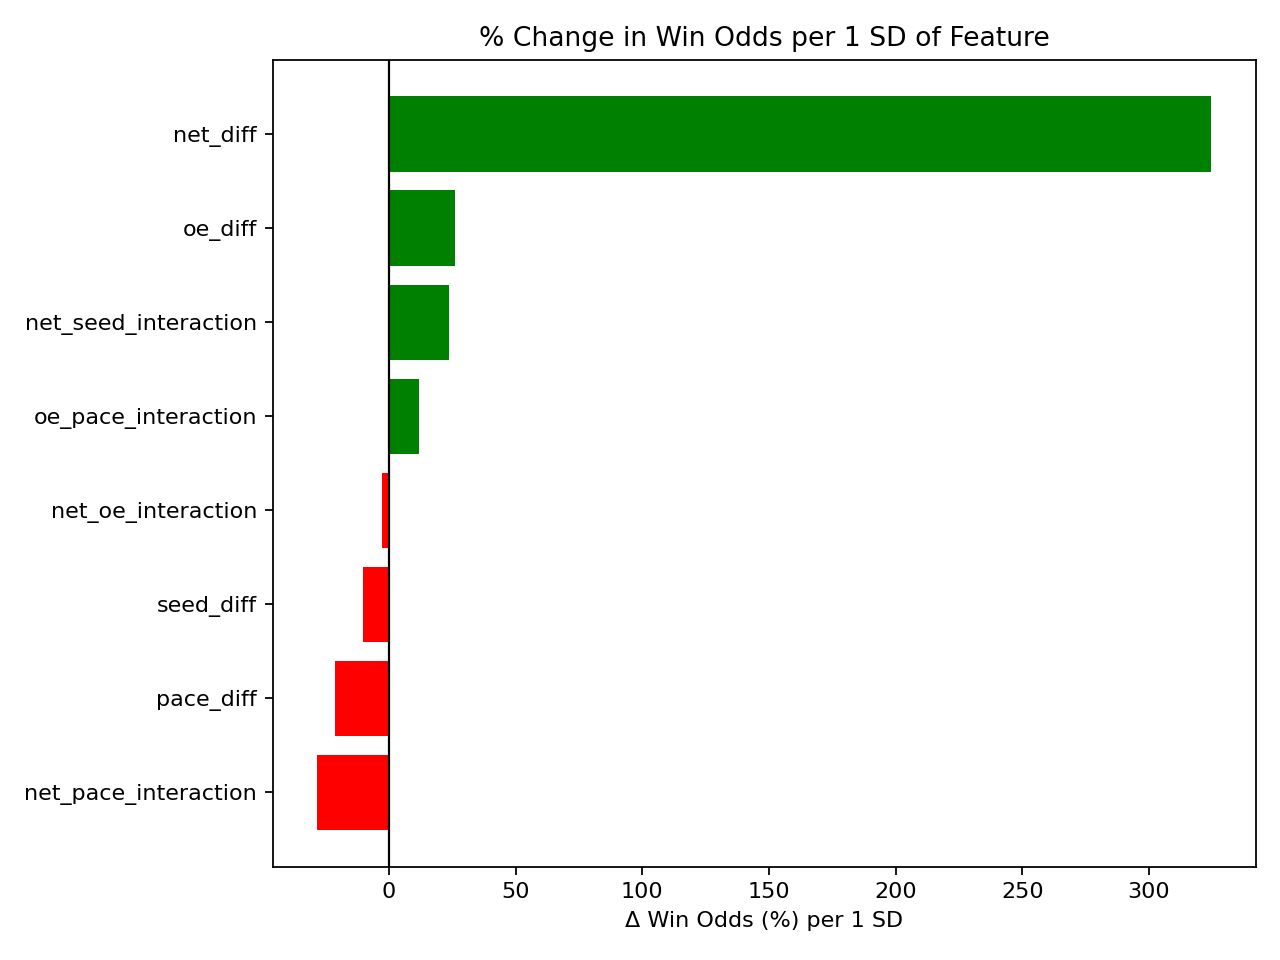 % Change in Win Odds per 1 SD of Feature
net_diff
oe_diff
net_seed_interaction
oe_pace_interaction
net_oe_interaction
seed_diff
pace_diff
net_pace_interaction
0 50 100 150 200 250 300
Δ Win Odds (%) per 1 SD